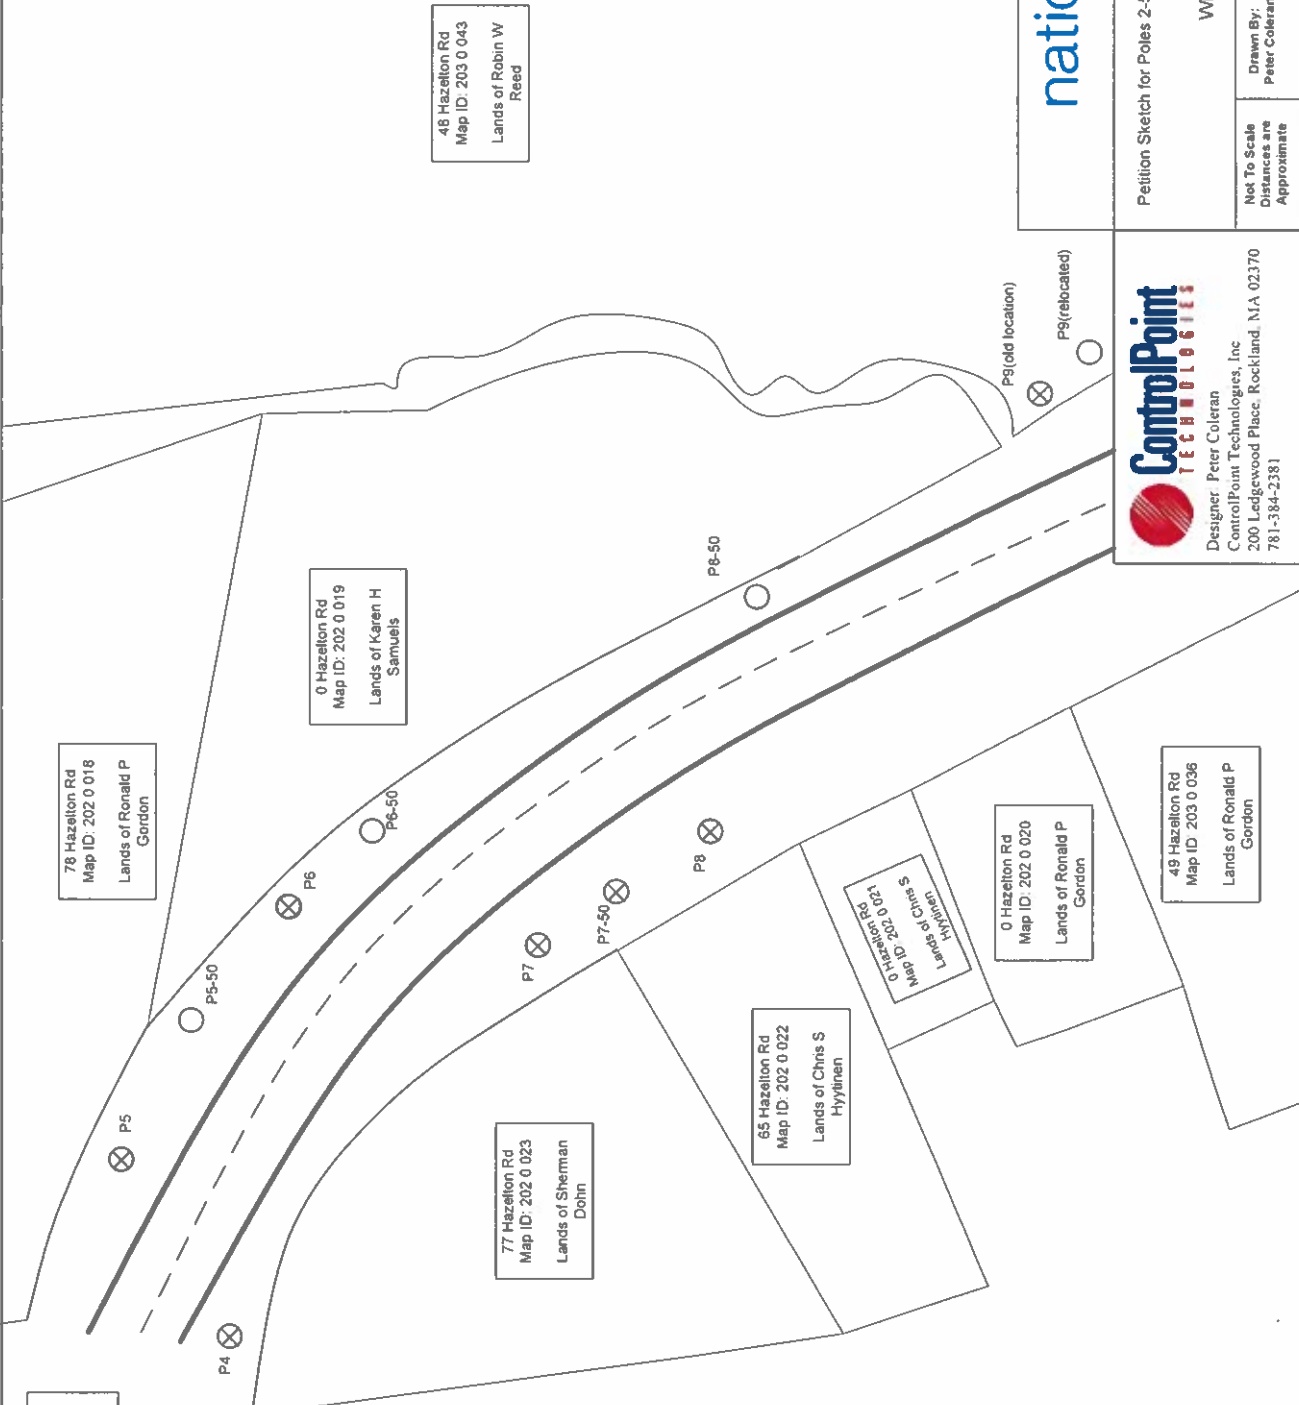 48 Hazelton Rd
Map ID: 203 0 043
Lands of Robin W
Reed
78 Hazelton Rd
Map ID: 202 0 018
Lands of Ronald P
Gordon
0 Hazelton Rd
Map ID: 202 0 019
Lands of Karen H
Samuels
77 Hazelton Rd
Map ID: 202 0 023
Lands of Sherman
Dohn
65 Hazelton Rd
Map ID: 202 0 022
Lands of Chris S
Hyytinen
0 Hazelton Rd
Map ID: 202 0 021
Lands of Chris S
Hyytinen
0 Hazelton Rd
Map ID: 202 0 020
Lands of Ronald P
Gordon
49 Hazelton Rd
Map ID 203 0 036
Lands of Ronald P
Gordon
P4
P5
P5-50
P6
P6-50
P7
P7-50
P8
P8-50
P9(old location)
P9(relocated)
ControlPoint
TECHNOLOGIES
Designer: Peter Coleran
ControlPoint Technologies, Inc
200 Ledgewood Place, Rockland, MA 02370
781-384-2381
natio
Petition Sketch for Poles 2-5
Not To Scale
Distances are
Approximate
Drawn By:
Peter Coleran